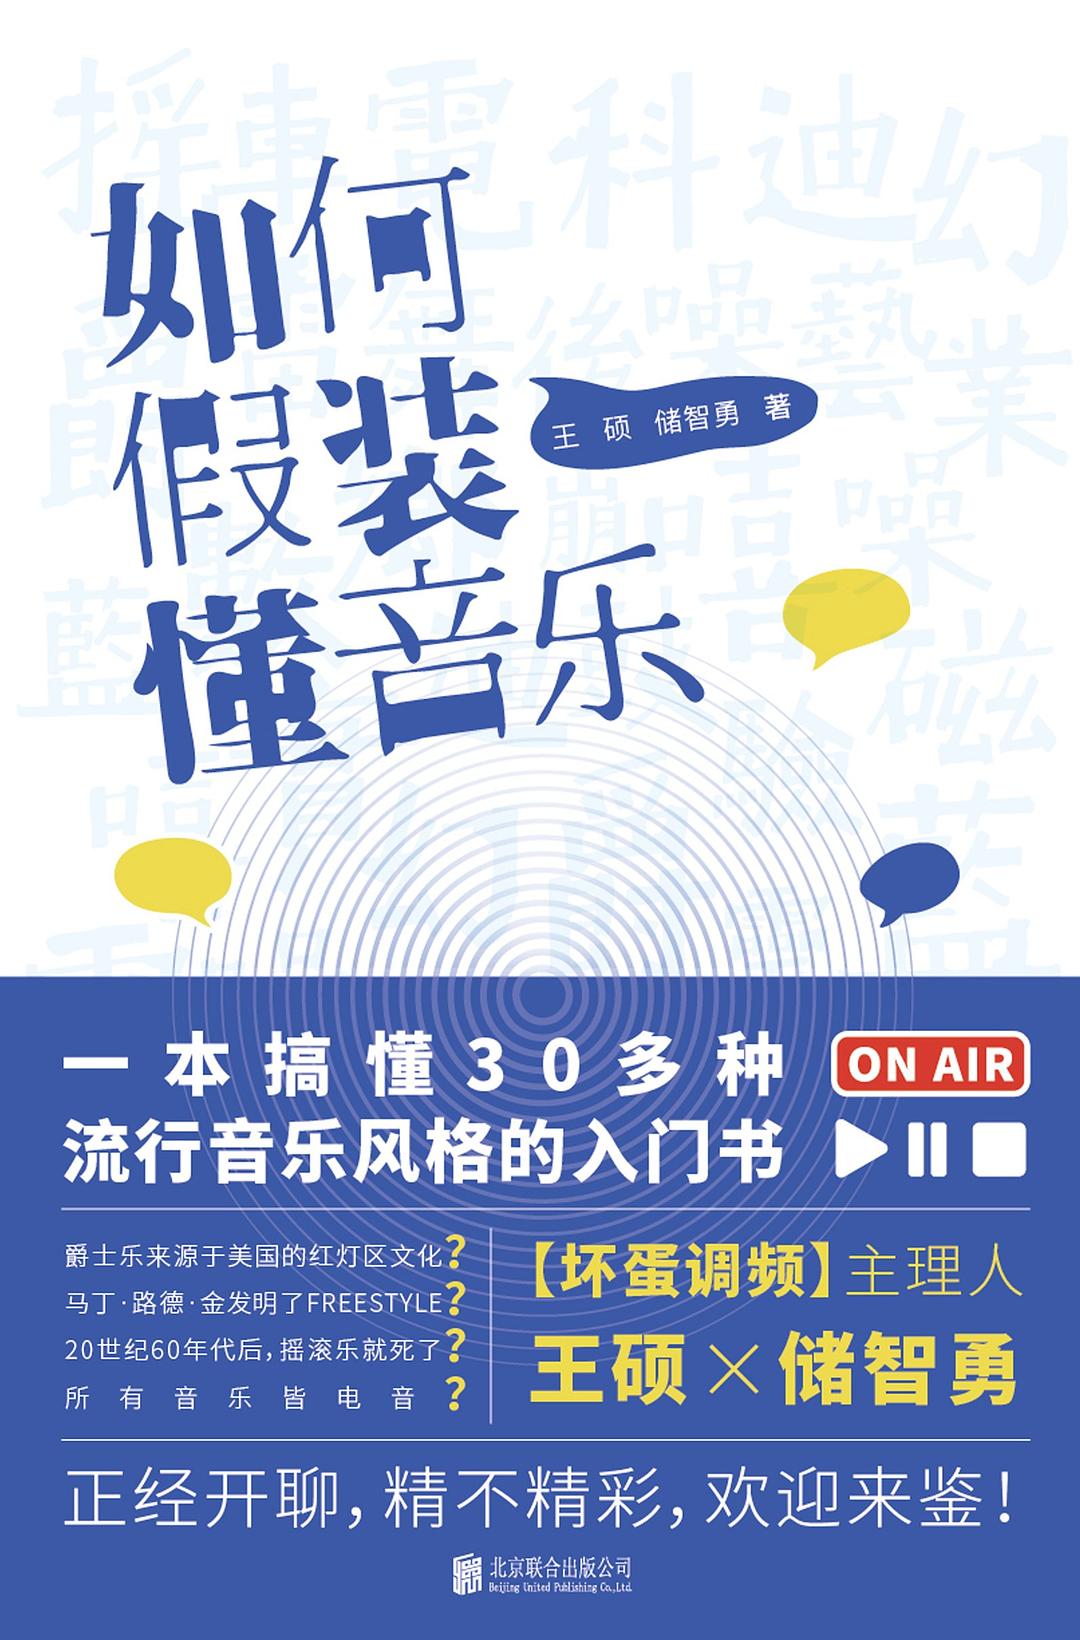 如何
假装
懂音乐
王 硕 储智勇 著
一本搞懂30多种
流行音乐风格的入门书
ON AIR
爵士乐来源于美国的红灯区文化?
马丁·路德·金发明了FREESTYLE?
20世纪60年代后,摇滚乐就死了?
所有音乐皆电音?
【坏蛋调频】主理人
王硕×储智勇
正经开聊,精不精彩,欢迎来鉴!
北京联合出版公司
Beijing United Publishing Co.,Ltd.